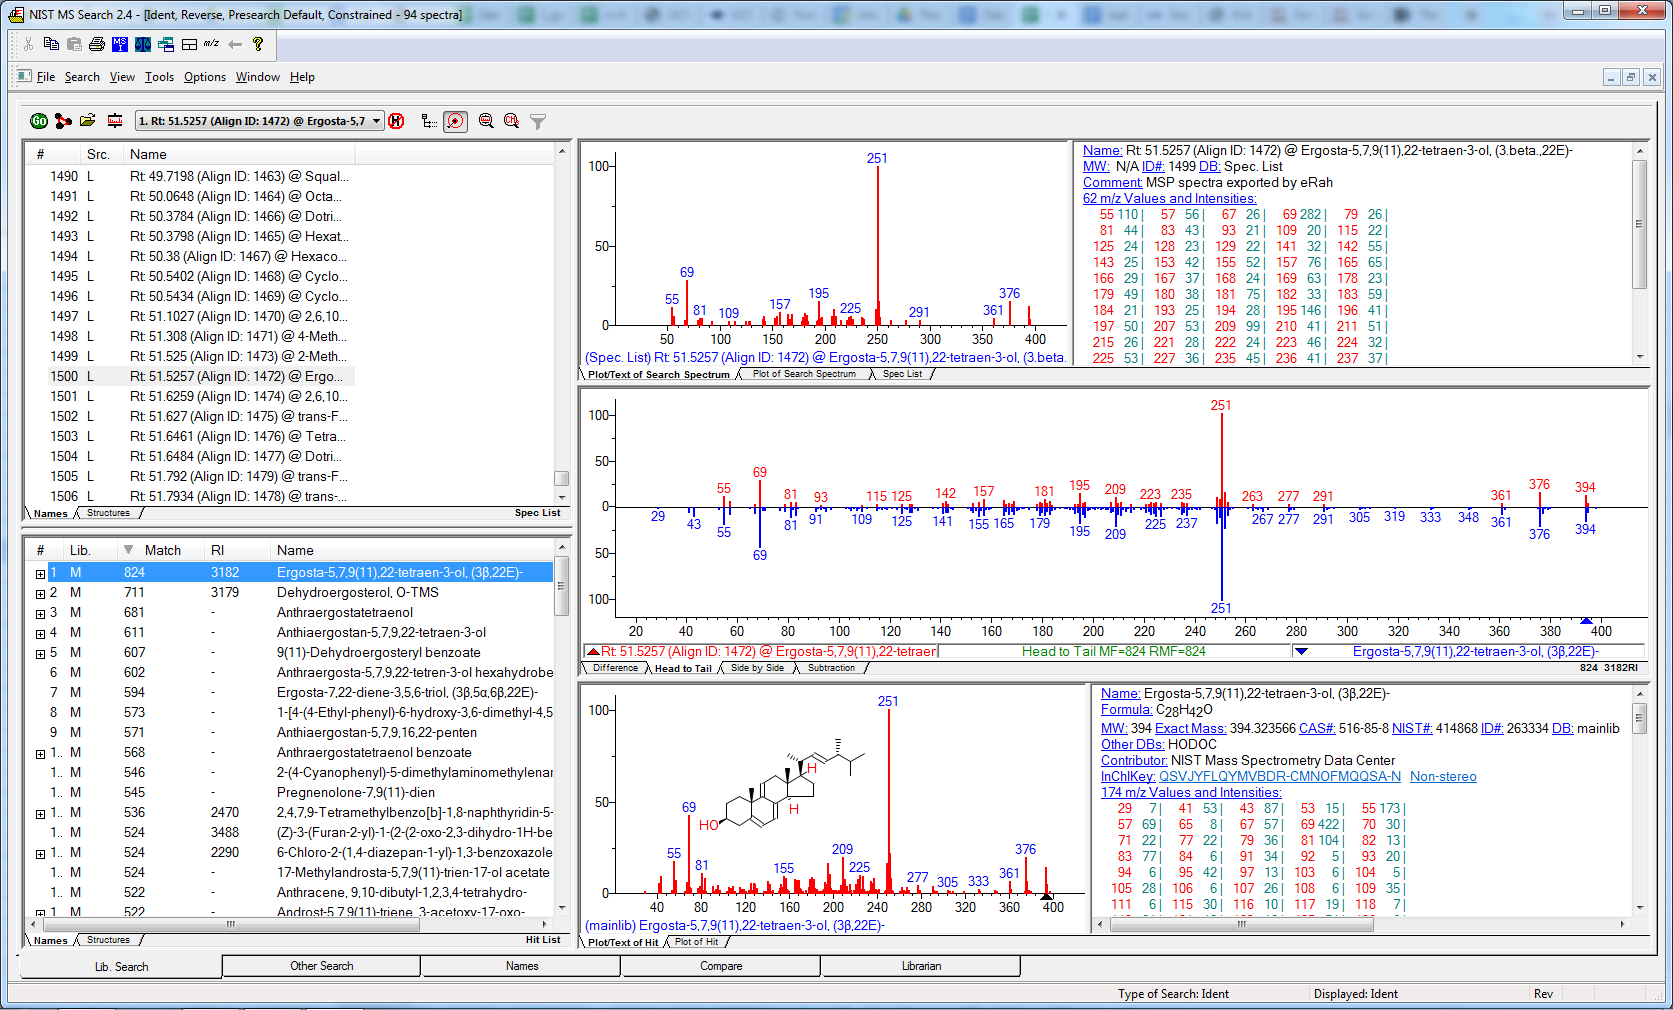 NIST MS Search 2.4 - [Ident, Reverse, Presearch Default, Constrained - 94 spectra]
File Search View Tools Options Window Help
1. Rt: 51.5257 (Align ID: 1472) @ Ergosta-5,7
# Src. Name
1490 L Rt: 49.7198 (Align ID: 1463) @ Squal...
1491 L Rt: 50.0648 (Align ID: 1464) @ Octa...
1492 L Rt: 50.3784 (Align ID: 1466) @ Dotri...
1493 L Rt: 50.3798 (Align ID: 1465) @ Hexat...
1494 L Rt: 50.38 (Align ID: 1467) @ Hexaco...
1495 L Rt: 50.5402 (Align ID: 1468) @ Cyclo...
1496 L Rt: 50.5434 (Align ID: 1469) @ Cyclo...
1497 L Rt: 51.1027 (Align ID: 1470) @ 2,6,10...
1498 L Rt: 51.308 (Align ID: 1471) @ 4-Meth...
1499 L Rt: 51.525 (Align ID: 1473) @ 2-Meth...
1500 L Rt: 51.5257 (Align ID: 1472) @ Ergo...
1501 L Rt: 51.6259 (Align ID: 1474) @ 2,6,10...
1502 L Rt: 51.627 (Align ID: 1475) @ trans-F...
1503 L Rt: 51.6461 (Align ID: 1476) @ Tetra...
1504 L Rt: 51.6484 (Align ID: 1477) @ Dotri...
1505 L Rt: 51.792 (Align ID: 1479) @ trans-F...
1506 L Rt: 51.7934 (Align ID: 1478) @ trans-...
Names Structures Spec List
100 50 0
251 69 55 81 109 157 195 225 291 361 376
50 100 150 200 250 300 350 400
(Spec. List) Rt: 51.5257 (Align ID: 1472) @ Ergosta-5,7,9(11),22-tetraen-3-ol, (3.beta.
Plot/Text of Search Spectrum Plot of Search Spectrum Spec List
Name: Rt: 51.5257 (Align ID: 1472) @ Ergosta-5,7,9(11),22-tetraen-3-ol, (3.beta.,22E)-
MW: N/A ID#: 1499 DB: Spec. List
Comment: MSP spectra exported by eRah
62 m/z Values and Intensities:
55 110| 57 56| 67 26| 69 282| 79 26|
81 44| 83 43| 93 21| 109 20| 115 22|
125 24| 128 23| 129 22| 141 32| 142 55|
143 25| 153 42| 155 52| 157 76| 165 65|
166 29| 167 37| 168 24| 169 63| 178 23|
179 49| 180 38| 181 75| 182 33| 183 59|
184 21| 193 25| 194 28| 195 146| 196 41|
197 50| 207 53| 209 99| 210 41| 211 51|
215 26| 221 28| 222 24| 223 46| 224 32|
225 53| 227 36| 235 45| 236 41| 237 37|
100 50 0 50 100
251
55 69 81 93 115 125 142 157 181 195 209 223 235 263 277 291 361 376 394
29 43 55 69 81 91 109 125 141 155 165 179 195 209 225 237 251 267 277 291 305 319 333 348 361 376 394
20 40 60 80 100 120 140 160 180 200 220 240 260 280 300 320 340 360 380 400
Rt: 51.5257 (Align ID: 1472) @ Ergosta-5,7,9(11),22-tetraer Head to Tail MF=824 RMF=824 Ergosta-5,7,9(11),22-tetraen-3-ol, (3β,22E)-
Difference Head to Tail Side by Side Subtraction 824 3182RI
# Lib. Match RI Name
1 M 824 3182 Ergosta-5,7,9(11),22-tetraen-3-ol, (3β,22E)-
2 M 711 3179 Dehydroergosterol, O-TMS
3 M 681 - Anthraergostatetraenol
4 M 611 - Anthiaergostan-5,7,9,22-tetraen-3-ol
5 M 607 - 9(11)-Dehydroergosteryl benzoate
6 M 602 - Anthraergosta-5,7,9,22-tetren-3-ol hexahydrobe
7 M 594 - Ergosta-7,22-diene-3,5,6-triol, (3β,5α,6β,22E)-
8 M 573 - 1-[4-(4-Ethyl-phenyl)-6-hydroxy-3,6-dimethyl-4,5
9 M 571 - Anthiaergostan-5,7,9,16,22-penten
1.. M 568 - Anthraergostatetraenol benzoate
1.. M 546 - 2-(4-Cyanophenyl)-5-dimethylaminomethylenar
1.. M 545 - Pregnenolone-7,9(11)-dien
1.. M 536 2470 2,4,7,9-Tetramethylbenzo[b]-1,8-naphthyridin-5-
1.. M 524 3488 (Z)-3-(Furan-2-yl)-1-(2-(2-oxo-2,3-dihydro-1H-be
1.. M 524 2290 6-Chloro-2-(1,4-diazepan-1-yl)-1,3-benzoxazole
1.. M 524 - 17-Methylandrosta-5,7,9(11)-trien-17-ol acetate
1.. M 522 - Anthracene, 9,10-dibutyl-1,2,3,4-tetrahydro-
1.. M 522 - Androst-5,7,9(11)-triene, 3-acetoxy-17-oxo-
Names Structures Hit List
100 50 0
251 69 55 81 155 209 225 277 305 333 361 376
H H HO
40 80 120 160 200 240 280 320 360 400
(mainlib) Ergosta-5,7,9(11),22-tetraen-3-ol, (3β,22E)-
Plot/Text of Hit Plot of Hit
Name: Ergosta-5,7,9(11),22-tetraen-3-ol, (3β,22E)-
Formula: C28H42O
MW: 394 Exact Mass: 394.323566 CAS#: 516-85-8 NIST#: 414868 ID#: 263334 DB: mainlib
Other DBs: HODOC
Contributor: NIST Mass Spectrometry Data Center
InChIKey: QSVJYFLQYMVBDR-CMNOFMQQSA-N Non-stereo
174 m/z Values and Intensities:
29 7| 41 53| 43 87| 53 15| 55 173|
57 69| 65 8| 67 57| 69 422| 70 30|
71 22| 77 22| 79 36| 81 104| 82 13|
83 77| 84 6| 91 34| 92 5| 93 20|
94 6| 95 42| 97 13| 103 6| 104 5|
105 28| 106 6| 107 26| 108 6| 109 35|
111 6| 115 30| 116 10| 117 19| 118 7|
Lib. Search Other Search Names Compare Librarian
Type of Search: Ident Displayed: Ident Rev